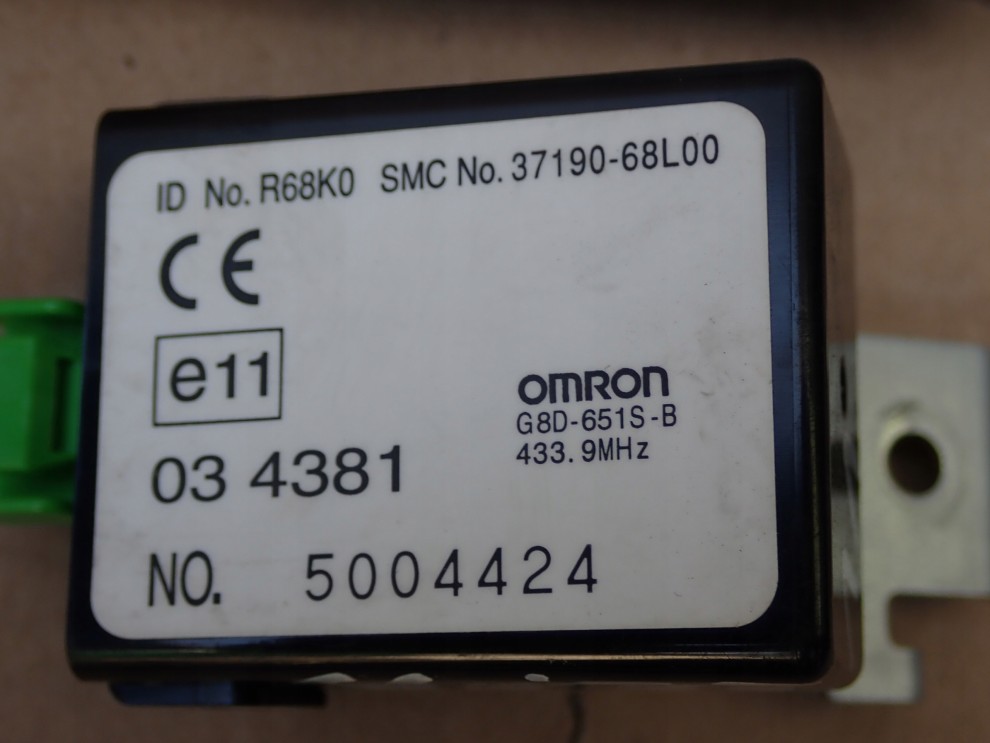 ID No. R68K0 SMC No. 37190-68L00
CE
e11
OMRON
G8D-651S-B
433.9MHz
03 4381
NO. 5004424